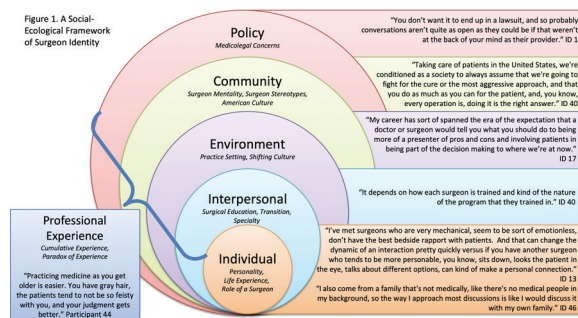 Figure 1. A Social-
Ecological Framework
of Surgeon Identity
Policy
Medicolegal Concerns
"You don't want it to end up in a lawsuit, and so probably
conversations aren't quite as open as they could be if that weren't
at the back of your mind as their provider." ID 1
Community
Surgeon Mentality, Surgeon Stereotypes,
American Culture
"Taking care of patients in the United States, we're
conditioned as a society to always assume that we're going to
fight for the cure or the most aggressive approach, and that
you do as much as you can for the patient, and, you know,
every operation is, doing it is the right answer." ID 40
Environment
Practice Setting, Shifting Culture
"My career has sort of spanned the era of the expectation that a
doctor or surgeon would tell you what you should do to being
more of a presenter of pros and cons and involving patients in
being part of the decision making to where we're at now."
ID 17
Interpersonal
Surgical Education, Transition,
Specialty
"It depends on how each surgeon is trained and kind of the nature
of the program that they trained in." ID 40
Individual
Personality,
Life Experience,
Role of a Surgeon
"I've met surgeons who are very mechanical, seem to be sort of emotionless,
don't have the best bedside rapport with patients. And that can change the
dynamic of an interaction pretty quickly versus if you have another surgeon
who tends to be more personable, you know, sits down, looks the patient in
the eye, talks about different options, can kind of make a personal connection."
ID 13
"I also come from a family that's not medically, like there's no medical people in
my background, so the way I approach most discussions is like I would discuss it
with my own family." ID 46
Professional
Experience
Cumulative Experience,
Paradox of Experience
"Practicing medicine as you get
older is easier. You have gray hair,
the patients tend to not be so feisty
with you, and your judgment gets
better." Participant 44